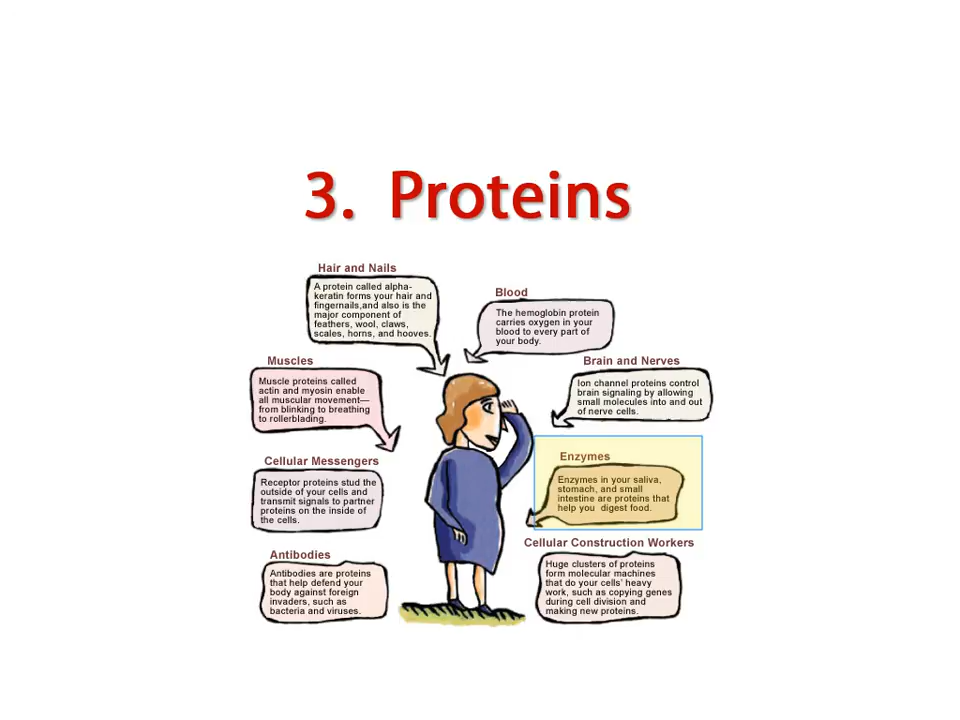 3. Proteins
Hair and Nails
A protein called alpha-
keratin forms your hair and
fingernails,and also is the
major component of
feathers, wool, claws,
scales, horns, and hooves.
Blood
The hemoglobin protein
carries oxygen in your
blood to every part of
your body.
Muscles
Muscle proteins called
actin and myosin enable
all muscular movement—
from blinking to breathing
to rollerblading.
Brain and Nerves
Ion channel proteins control
brain signaling by allowing
small molecules into and out
of nerve cells.
Cellular Messengers
Receptor proteins stud the
outside of your cells and
transmit signals to partner
proteins on the inside of
the cells.
Enzymes
Enzymes in your saliva,
stomach, and small
intestine are proteins that
help you digest food.
Antibodies
Antibodies are proteins
that help defend your
body against foreign
invaders, such as
bacteria and viruses.
Cellular Construction Workers
Huge clusters of proteins
form molecular machines
that do your cells' heavy
work, such as copying genes
during cell division and
making new proteins.